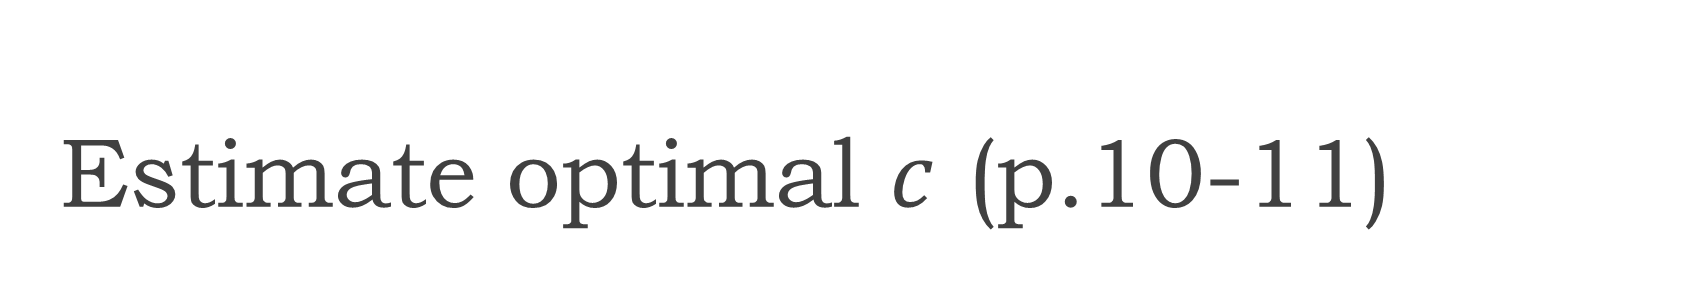 Estimate optimal c (p.10-11)